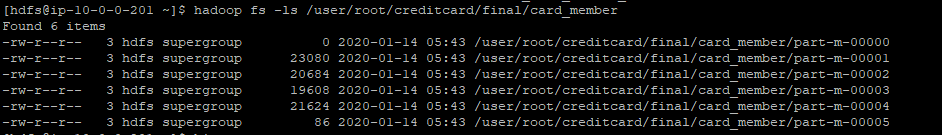 [hdfs@ip-10-0-0-201 ~]$ hadoop fs -ls /user/root/creditcard/final/card_member
Found 6 items
-rw-r--r--   3 hdfs supergroup          0 2020-01-14 05:43 /user/root/creditcard/final/card_member/part-m-00000
-rw-r--r--   3 hdfs supergroup      23080 2020-01-14 05:43 /user/root/creditcard/final/card_member/part-m-00001
-rw-r--r--   3 hdfs supergroup      20684 2020-01-14 05:43 /user/root/creditcard/final/card_member/part-m-00002
-rw-r--r--   3 hdfs supergroup      19608 2020-01-14 05:43 /user/root/creditcard/final/card_member/part-m-00003
-rw-r--r--   3 hdfs supergroup      21624 2020-01-14 05:43 /user/root/creditcard/final/card_member/part-m-00004
-rw-r--r--   3 hdfs supergroup         86 2020-01-14 05:43 /user/root/creditcard/final/card_member/part-m-00005